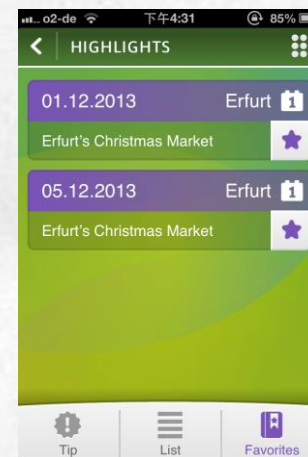 o2-de 下午4:31 85%
HIGHLIGHTS
01.12.2013 Erfurt 1
Erfurt's Christmas Market
05.12.2013 Erfurt 1
Erfurt's Christmas Market
Tip List Favorites